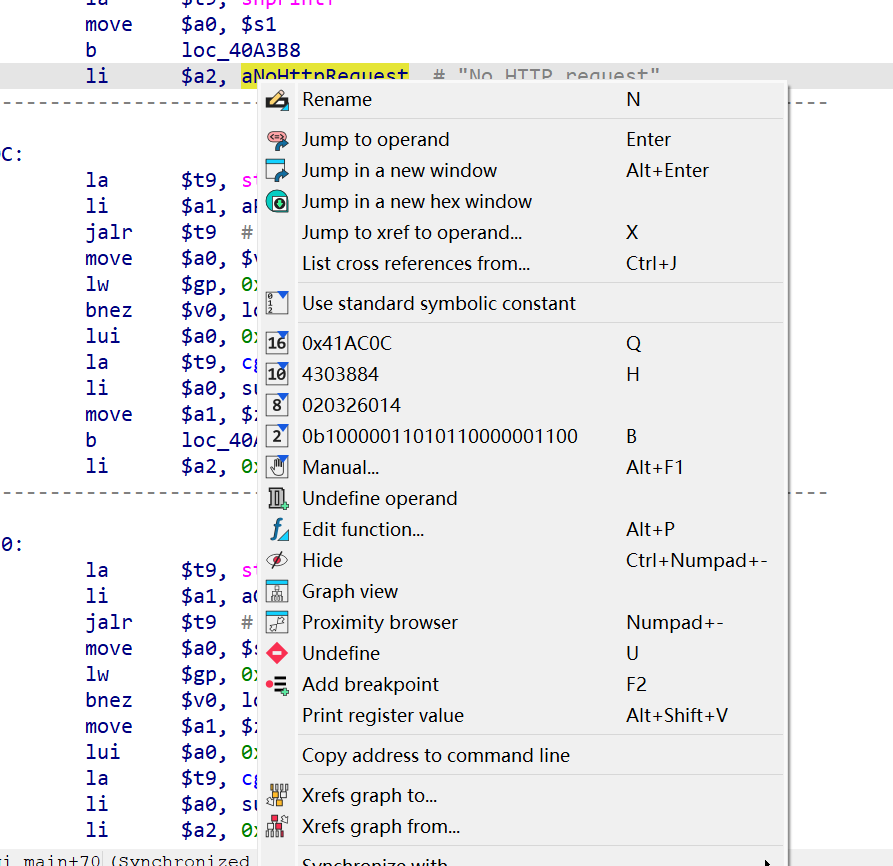 la $t9, snprintf
move $a0, $s1
b loc_40A3B8
li $a2, aNoHttpRequest # "No HTTP request"
Rename N
Jump to operand Enter
C:
Jump in a new window Alt+Enter
la $t9, st
Jump in a new hex window
li $a1, aR
Jump to xref to operand... X
jalr $t9 #
List cross references from... Ctrl+J
move $a0, $v
lw $gp, 0x
Use standard symbolic constant
bnez $v0, lo
lui $a0, 0x
0x41AC0C Q
la $t9, cg
4303884 H
li $a0, su
020326014
move $a1, $z
0b10000011010110000001100 B
b loc_40A
li $a2, 0x
Manual... Alt+F1
Undefine operand
Edit function... Alt+P
0:
Hide Ctrl+Numpad+-
la $t9, st
Graph view
li $a1, aC
Proximity browser Numpad+-
jalr $t9 #
move $a0, $s
Undefine U
lw $gp, 0x
Add breakpoint F2
bnez $v0, lo
Print register value Alt+Shift+V
move $a1, $z
lui $a0, 0x
Copy address to command line
la $t9, cg
Xrefs graph to...
li $a0, su
Xrefs graph from...
li $a2, 0x
i_main+70 (Synchronized
Synchronize with